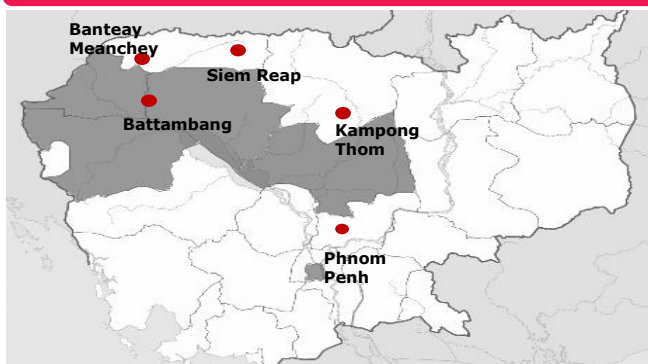 Banteay
Meanchey
Siem Reap
Battambang
Kampong
Thom
Phnom
Penh